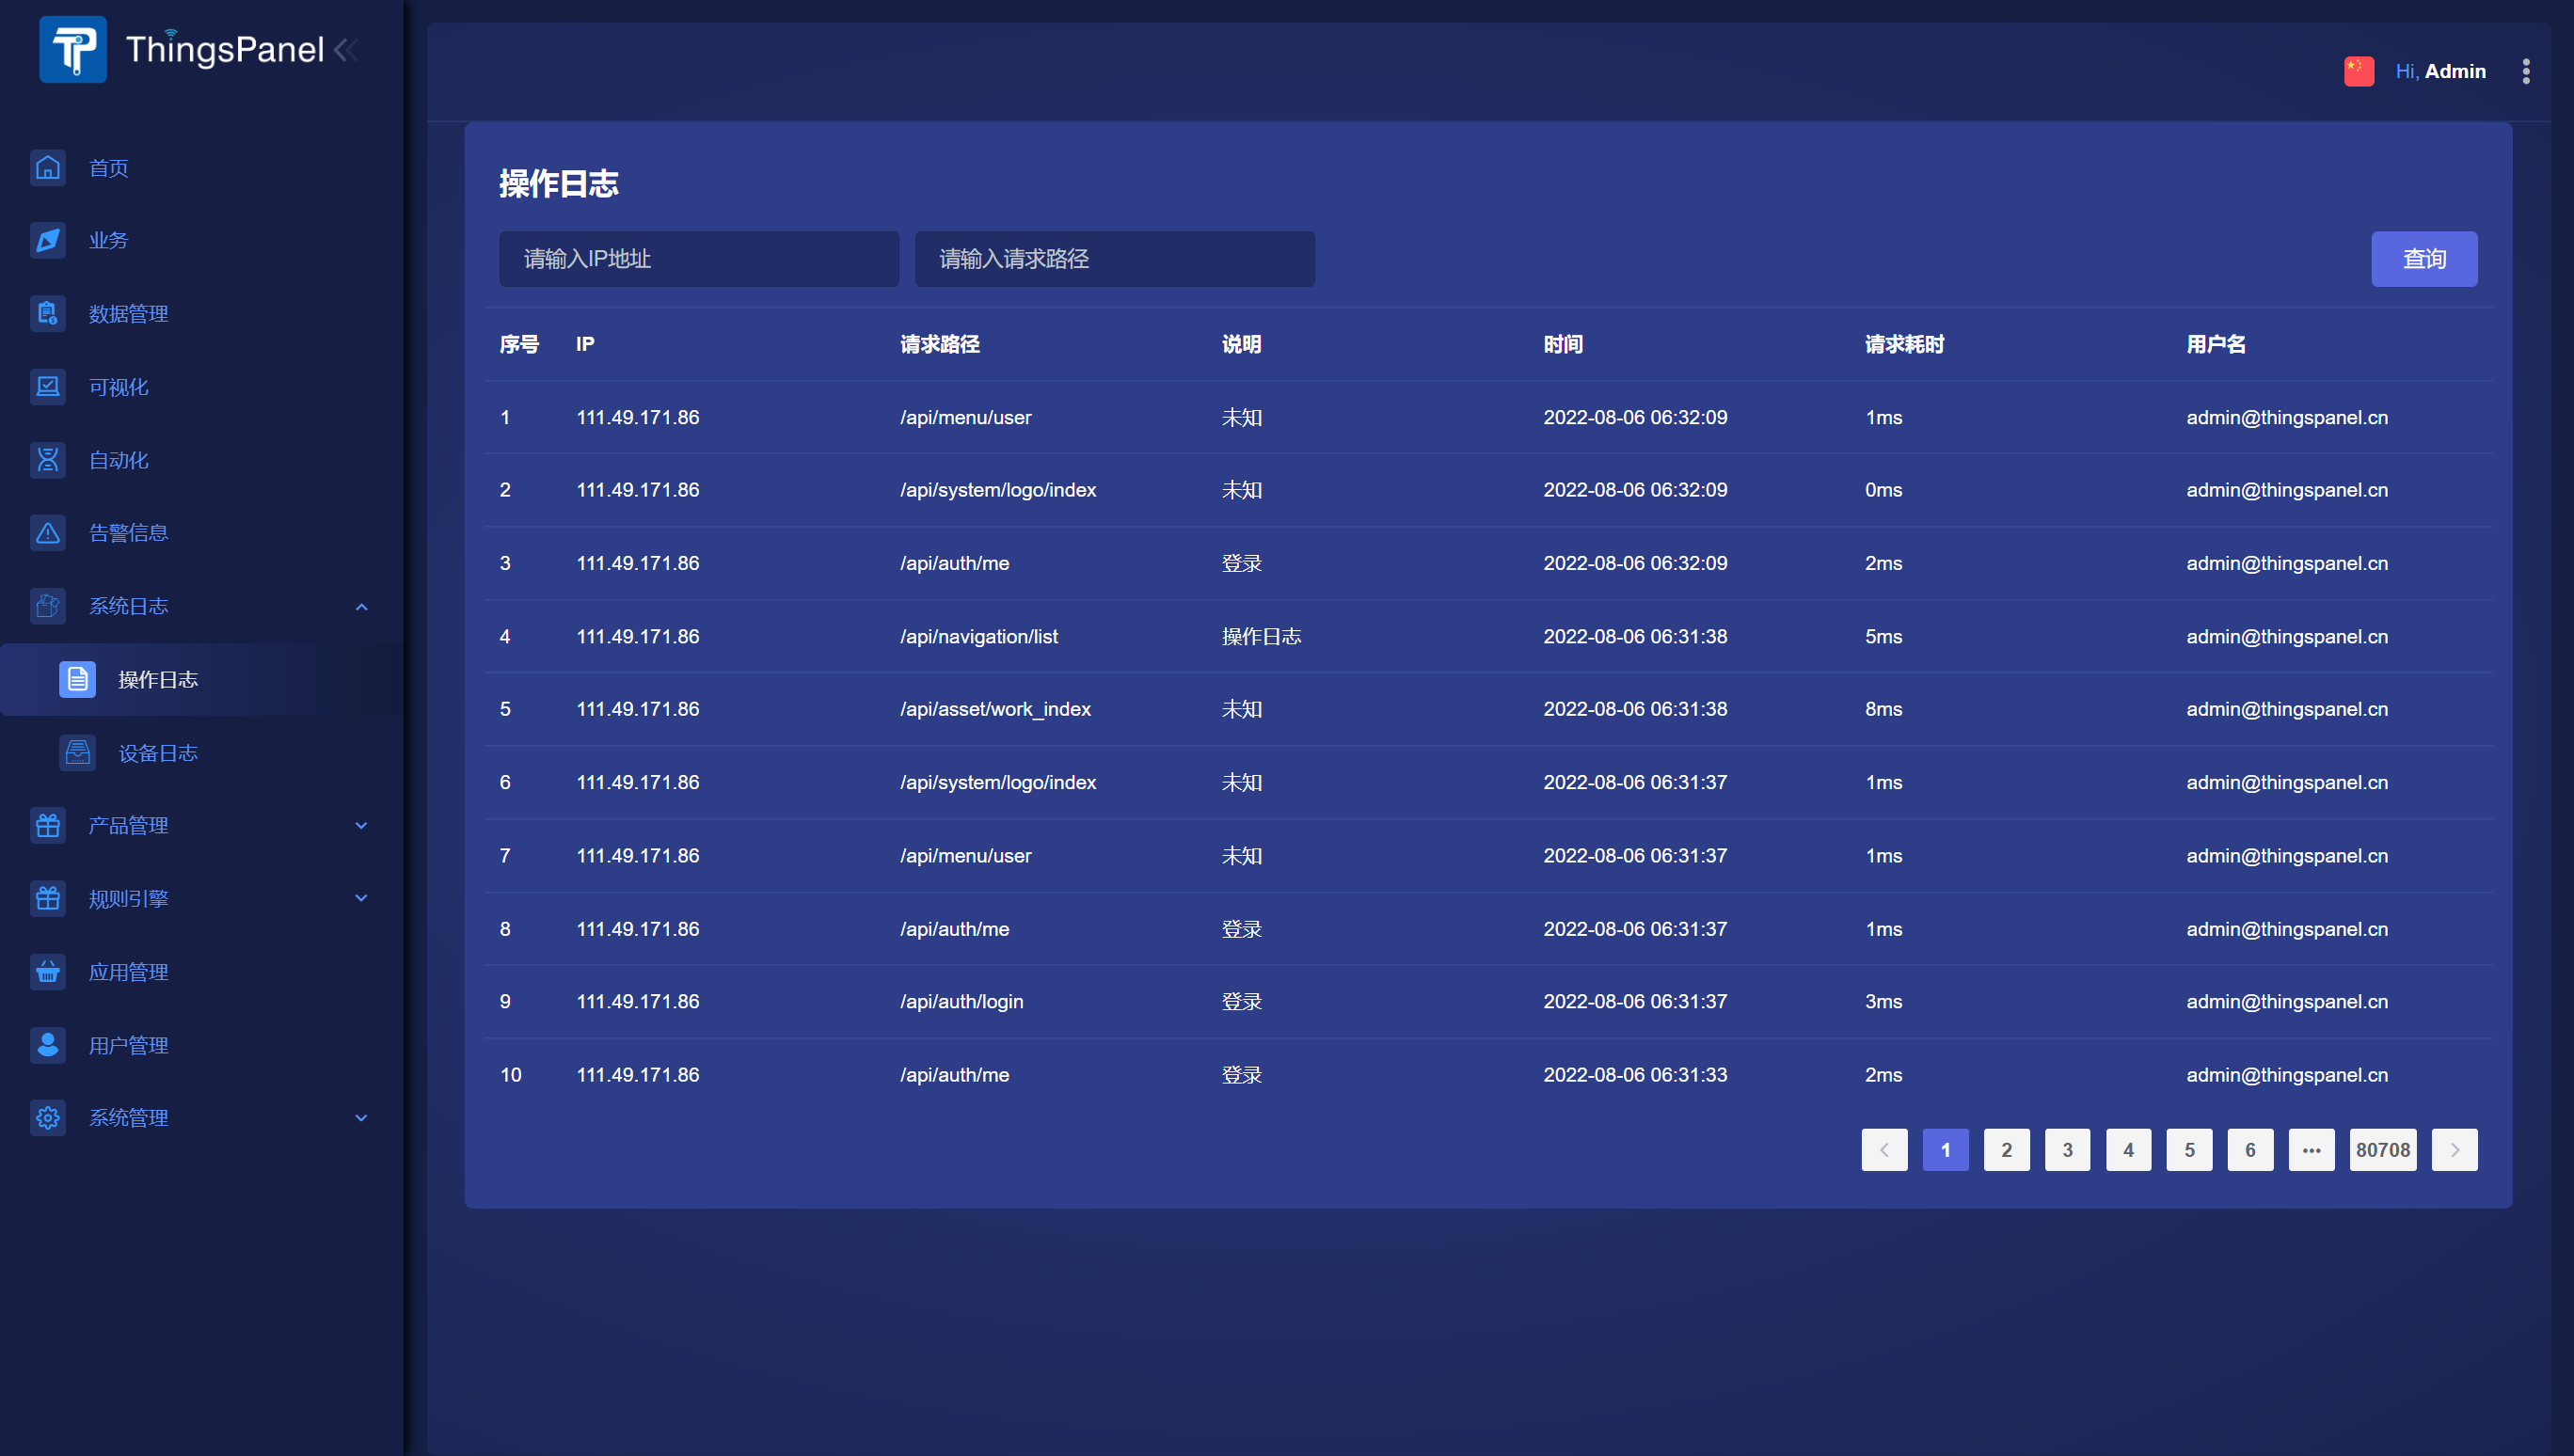 ThingsPanel
Hi, Admin
首页
业务
数据管理
可视化
自动化
告警信息
系统日志
操作日志
设备日志
产品管理
规则引擎
应用管理
用户管理
系统管理
操作日志
请输入IP地址 请输入请求路径 查询
序号 IP 请求路径 说明 时间 请求耗时 用户名
1 111.49.171.86 /api/menu/user 未知 2022-08-06 06:32:09 1ms admin@thingspanel.cn
2 111.49.171.86 /api/system/logo/index 未知 2022-08-06 06:32:09 0ms admin@thingspanel.cn
3 111.49.171.86 /api/auth/me 登录 2022-08-06 06:32:09 2ms admin@thingspanel.cn
4 111.49.171.86 /api/navigation/list 操作日志 2022-08-06 06:31:38 5ms admin@thingspanel.cn
5 111.49.171.86 /api/asset/work_index 未知 2022-08-06 06:31:38 8ms admin@thingspanel.cn
6 111.49.171.86 /api/system/logo/index 未知 2022-08-06 06:31:37 1ms admin@thingspanel.cn
7 111.49.171.86 /api/menu/user 未知 2022-08-06 06:31:37 1ms admin@thingspanel.cn
8 111.49.171.86 /api/auth/me 登录 2022-08-06 06:31:37 1ms admin@thingspanel.cn
9 111.49.171.86 /api/auth/login 登录 2022-08-06 06:31:37 3ms admin@thingspanel.cn
10 111.49.171.86 /api/auth/me 登录 2022-08-06 06:31:33 2ms admin@thingspanel.cn
1 2 3 4 5 6 ••• 80708